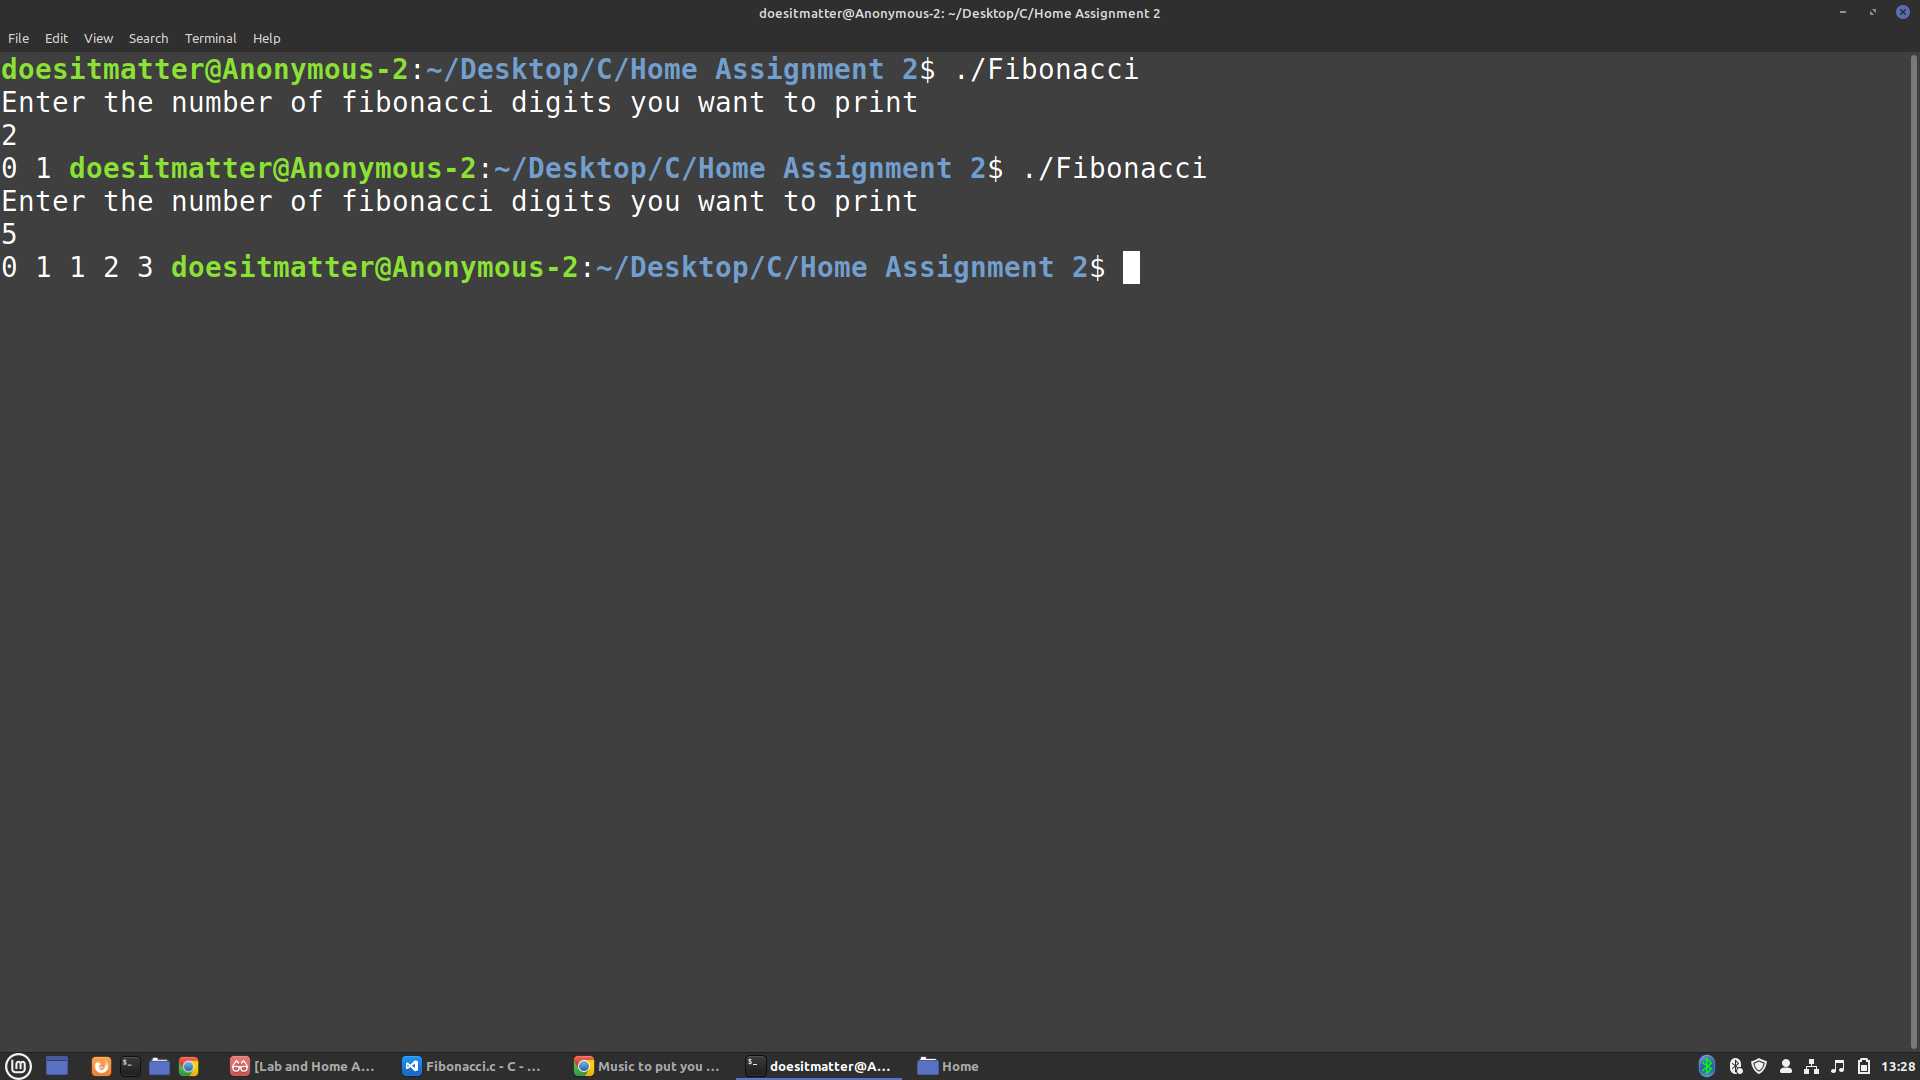 doesitmatter@Anonymous-2: ~/Desktop/C/Home Assignment 2
File Edit View Search Terminal Help
doesitmatter@Anonymous-2:~/Desktop/C/Home Assignment 2$ ./Fibonacci
Enter the number of fibonacci digits you want to print
2
0 1 doesitmatter@Anonymous-2:~/Desktop/C/Home Assignment 2$ ./Fibonacci
Enter the number of fibonacci digits you want to print
5
0 1 1 2 3 doesitmatter@Anonymous-2:~/Desktop/C/Home Assignment 2$
[Lab and Home A... Fibonacci.c - C - ... Music to put you ... doesitmatter@A... Home 13:28